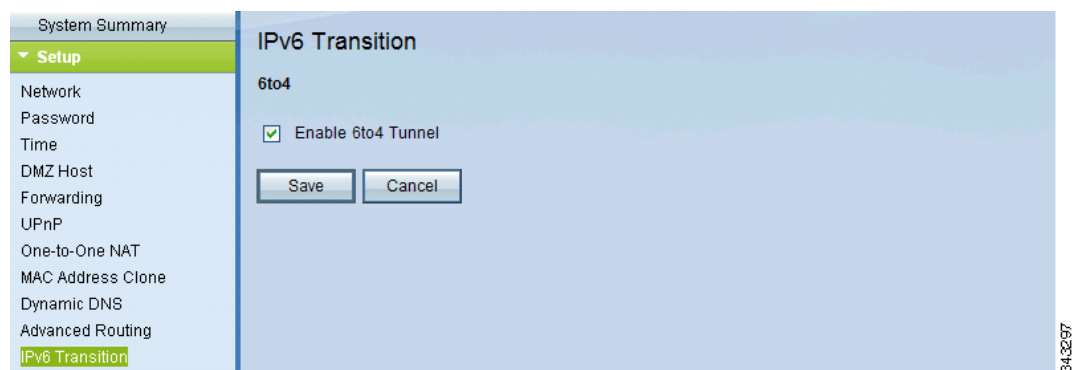 System Summary
Setup
Network
Password
Time
DMZ Host
Forwarding
UPnP
One-to-One NAT
MAC Address Clone
Dynamic DNS
Advanced Routing
IPv6 Transition
IPv6 Transition
6to4
Enable 6to4 Tunnel
Save Cancel
343297